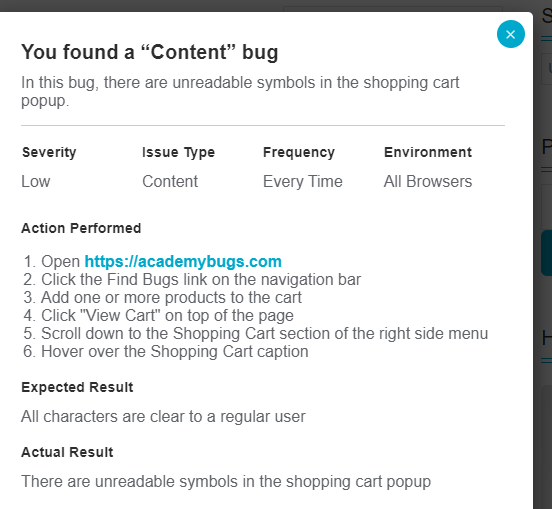 You found a “Content” bug
In this bug, there are unreadable symbols in the shopping cart
popup.
Severity
Issue Type
Frequency
Environment
Low
Content
Every Time
All Browsers
Action Performed
1. Open https://academybugs.com
2. Click the Find Bugs link on the navigation bar
3. Add one or more products to the cart
4. Click "View Cart" on top of the page
5. Scroll down to the Shopping Cart section of the right side menu
6. Hover over the Shopping Cart caption
Expected Result
All characters are clear to a regular user
Actual Result
There are unreadable symbols in the shopping cart popup